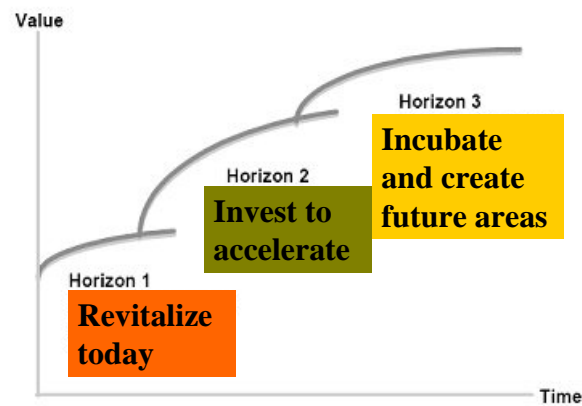 Value
Horizon 3
Incubate
and create
future areas
Horizon 2
Invest to
accelerate
Horizon 1
Revitalize
today
Time